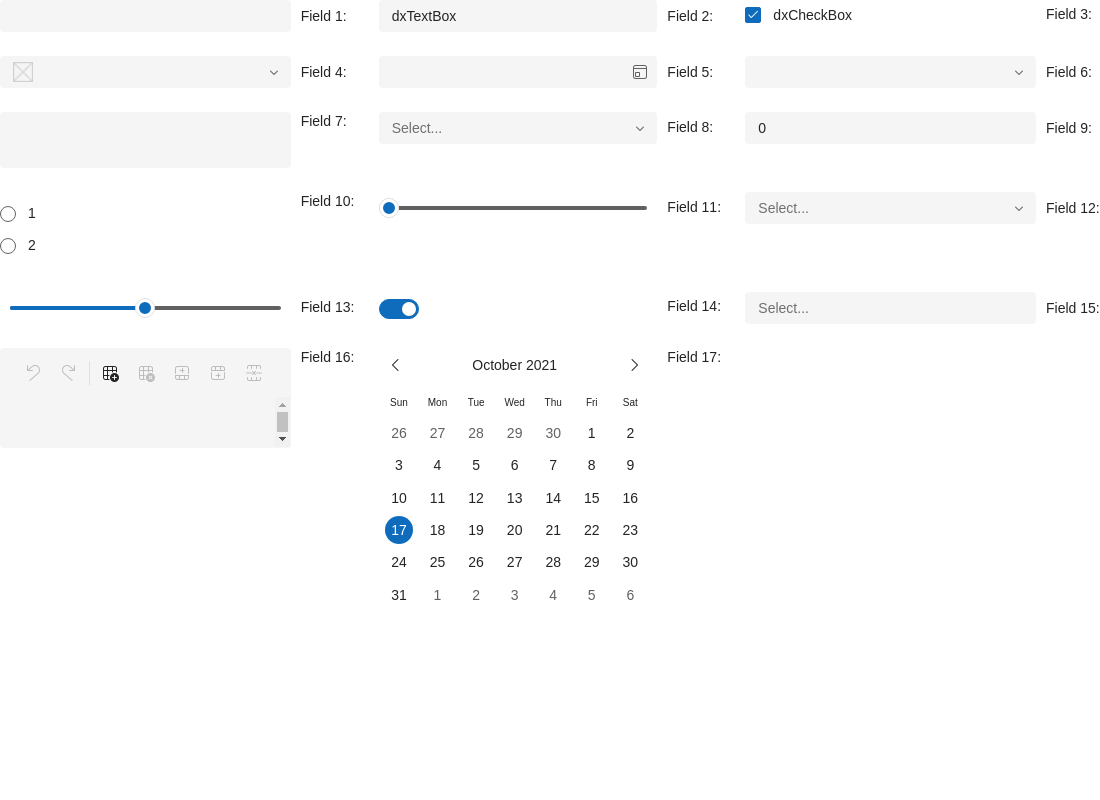 Field 1: dxTextBox Field 2: dxCheckBox Field 3:
Field 4: Field 5: Field 6:
Field 7: Select... Field 8: 0 Field 9:
1 Field 10: Field 11: Select... Field 12:
2
Field 13: Field 14: Select... Field 15:
Field 16: October 2021 Field 17:
Sun Mon Tue Wed Thu Fri Sat
26 27 28 29 30 1 2
3 4 5 6 7 8 9
10 11 12 13 14 15 16
17 18 19 20 21 22 23
24 25 26 27 28 29 30
31 1 2 3 4 5 6